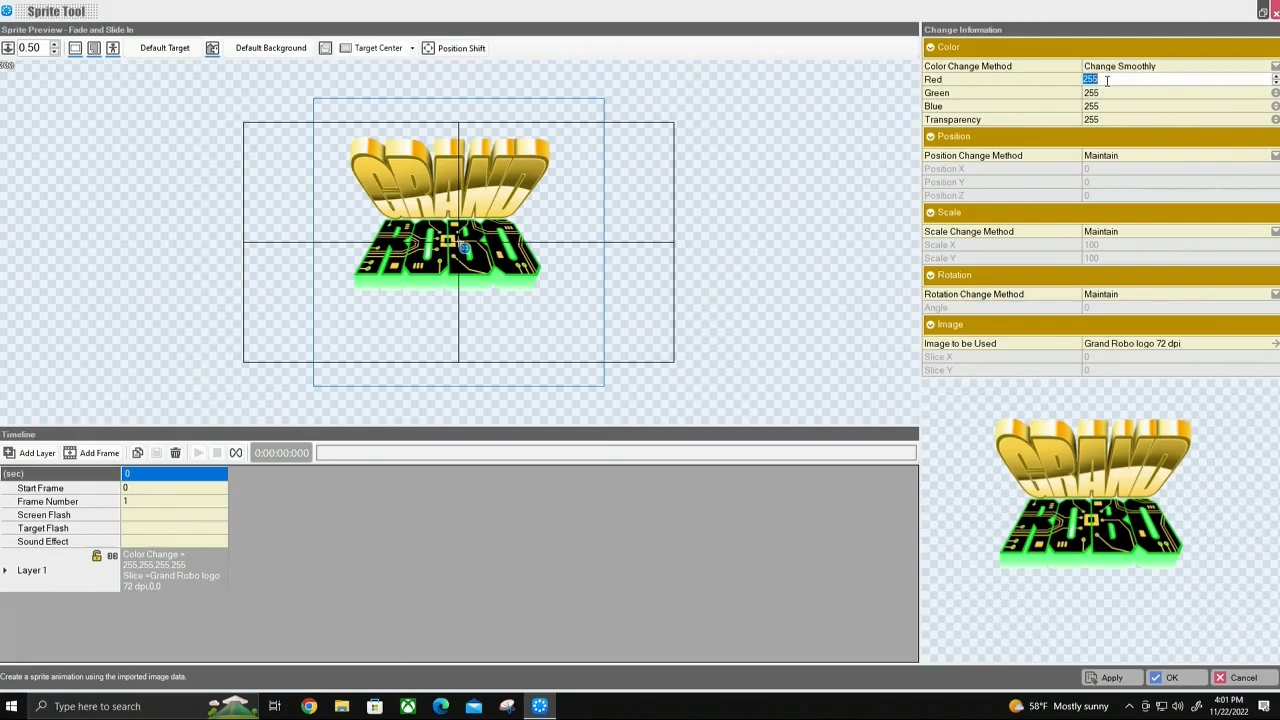 Sprite Tool
Sprite Preview - Fade and Slide In
0.50
Default Target
Default Background
Target Center
Position Shift
GRAND
ROBO
Change Information
Color
Color Change Method Change Smoothly
Red 255
Green 255
Blue 255
Transparency 255
Position
Position Change Method Maintain
Position X 0
Position Y 0
Position Z 0
Scale
Scale Change Method Maintain
Scale X 100
Scale Y 100
Rotation
Rotation Change Method Maintain
Angle 0
Image
Image to be Used Grand Robo logo 72 dpi
Slice X 0
Slice Y 0
GRAND
ROBO
Timeline
Add Layer
Add Frame
0:00:00:000
(sec) 0
Start Frame 0
Frame Number 1
Screen Flash
Target Flash
Sound Effect
Layer 1
Color Change =
255,255,255,255
Slice =Grand Robo logo
72 dpi,0,0
Create a sprite animation using the imported image data.
Apply
OK
Cancel
Type here to search
58°F Mostly sunny
4:01 PM
11/22/2022